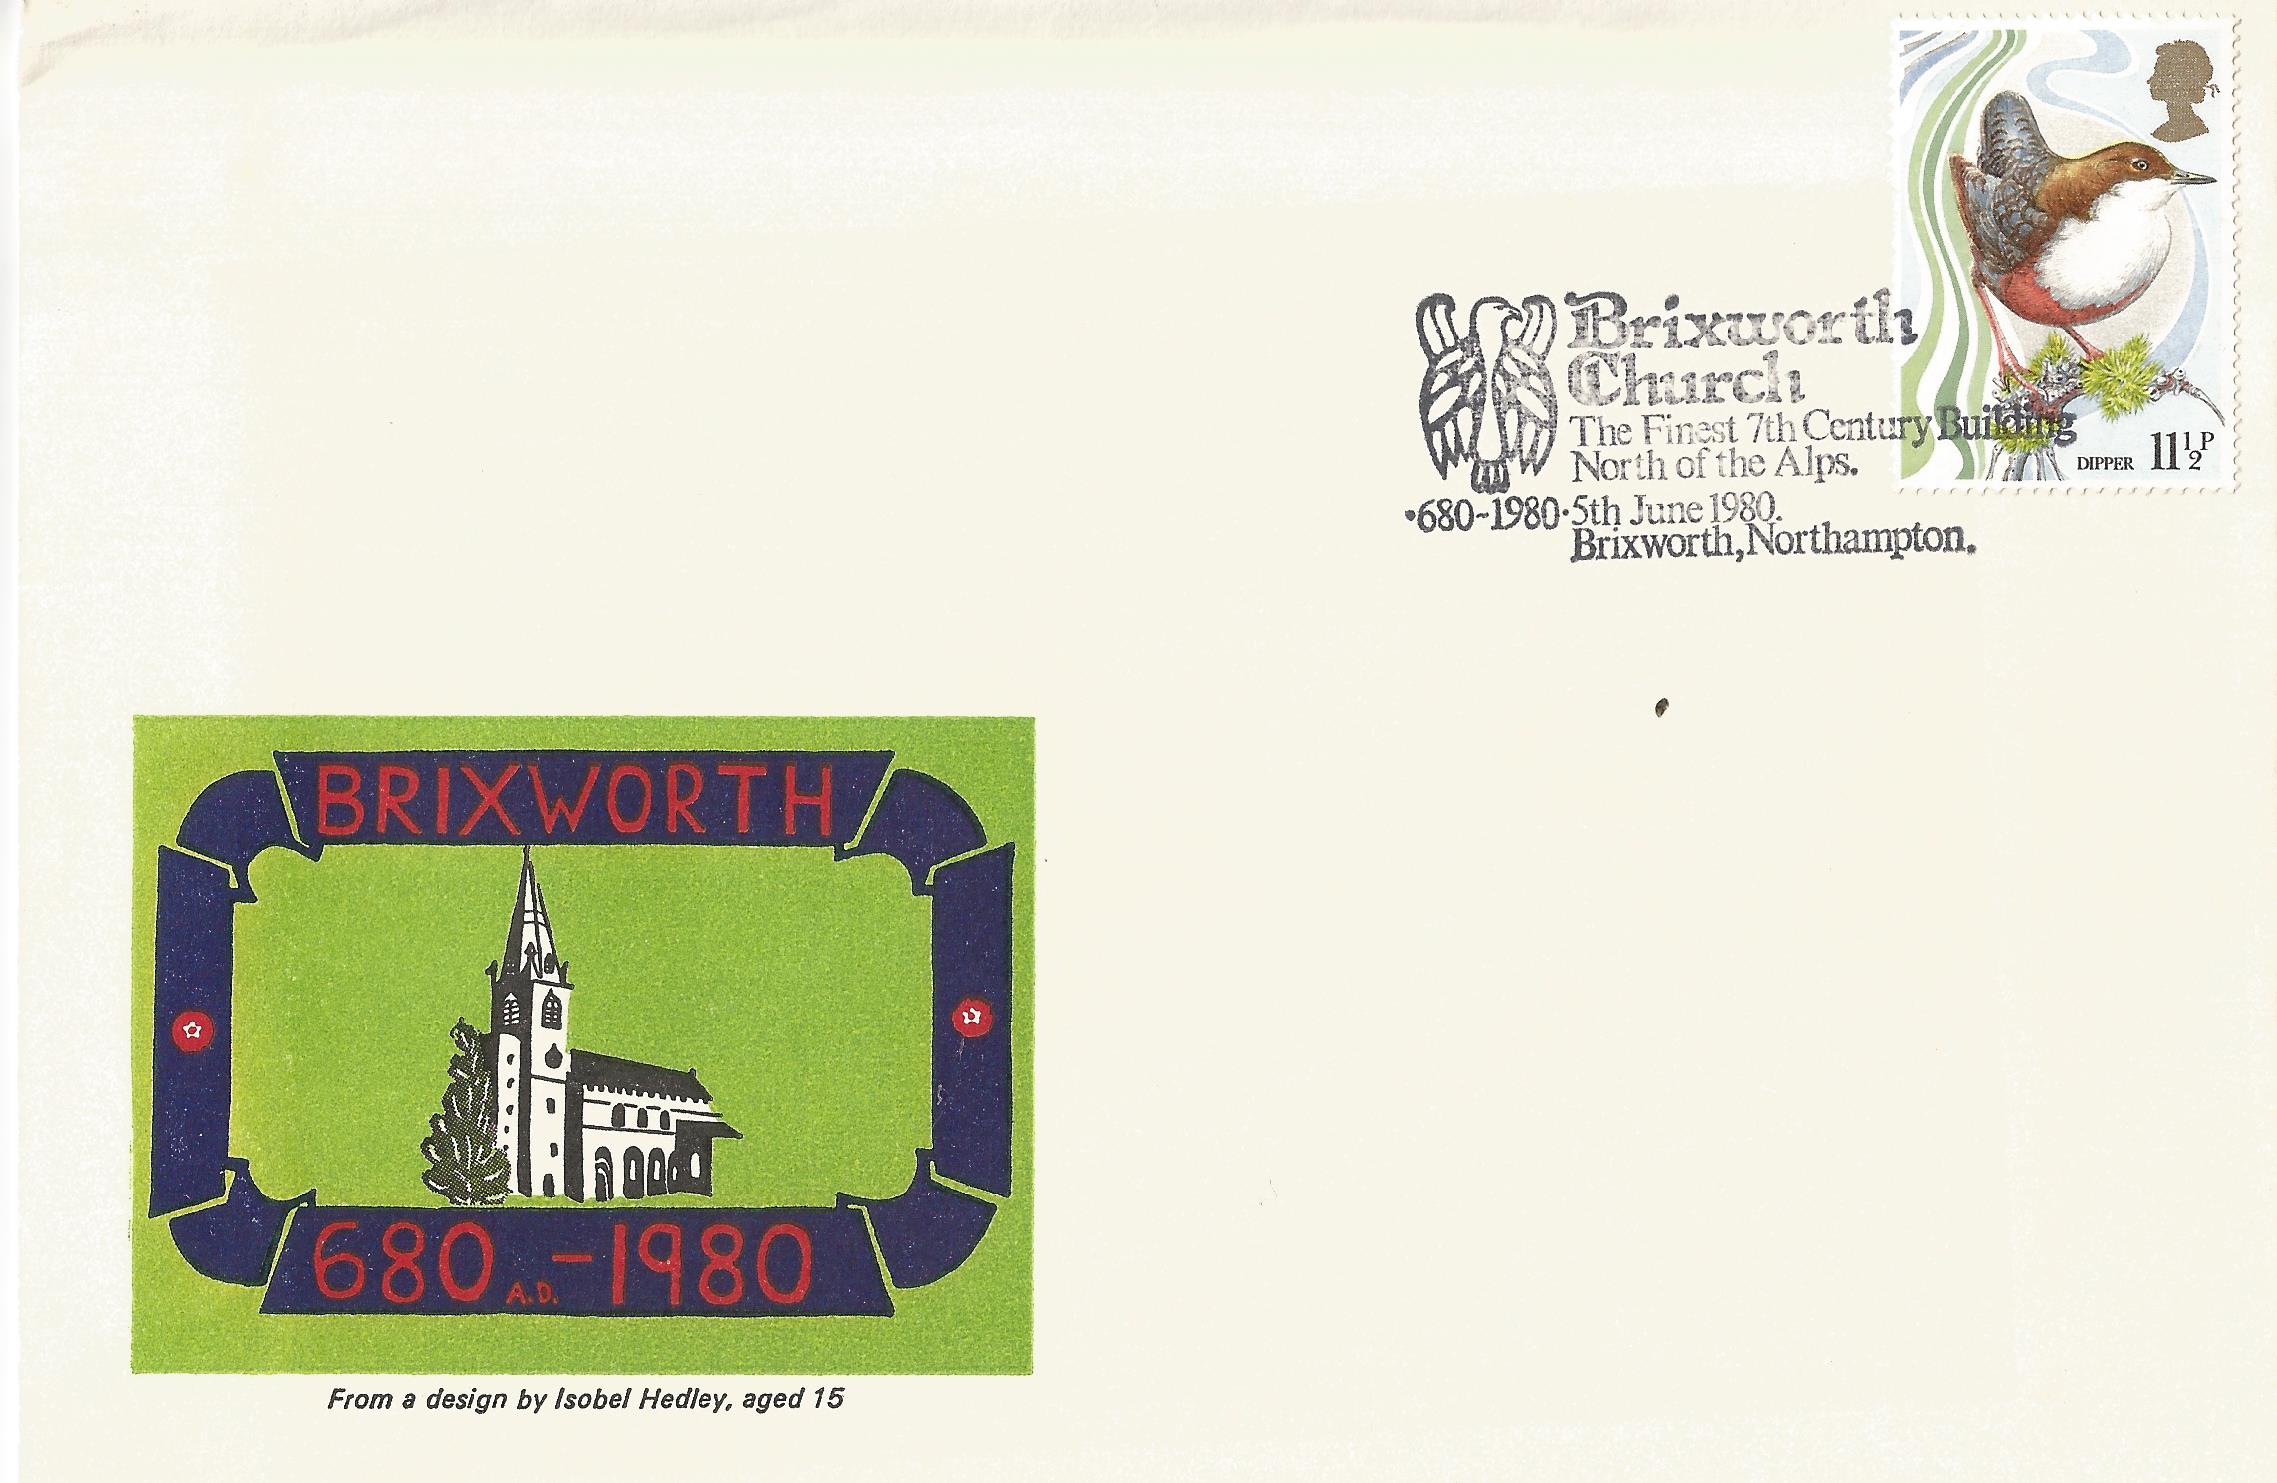 Brixworth
Church
The Finest 7th Century Building
North of the Alps.
•680-1980•5th June 1980.
Brixworth, Northampton.
DIPPER 11½P
BRIXWORTH
680 A.D. - 1980
From a design by Isobel Hedley, aged 15